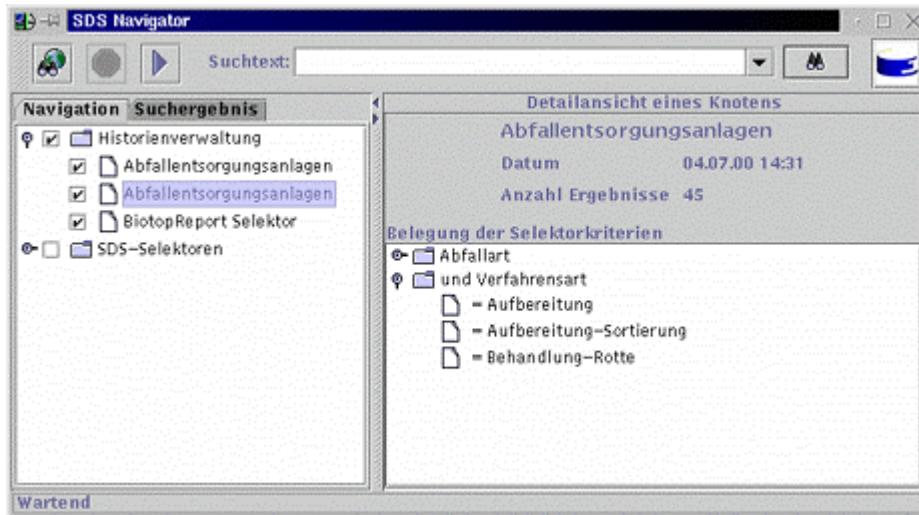 SDS Navigator
Suchtext:
Navigation Suchergebnis
Historienverwaltung
Abfallentsorgungsanlagen
Abfallentsorgungsanlagen
BiotopReport Selektor
SDS-Selektoren
Detailansicht eines Knotens
Abfallentsorgungsanlagen
Datum 04.07.00 14:31
Anzahl Ergebnisse 45
Belegung der Selektorkriterien
Abfallart
und Verfahrensart
= Aufbereitung
= Aufbereitung-Sortierung
= Behandlung-Rotte
Wartend